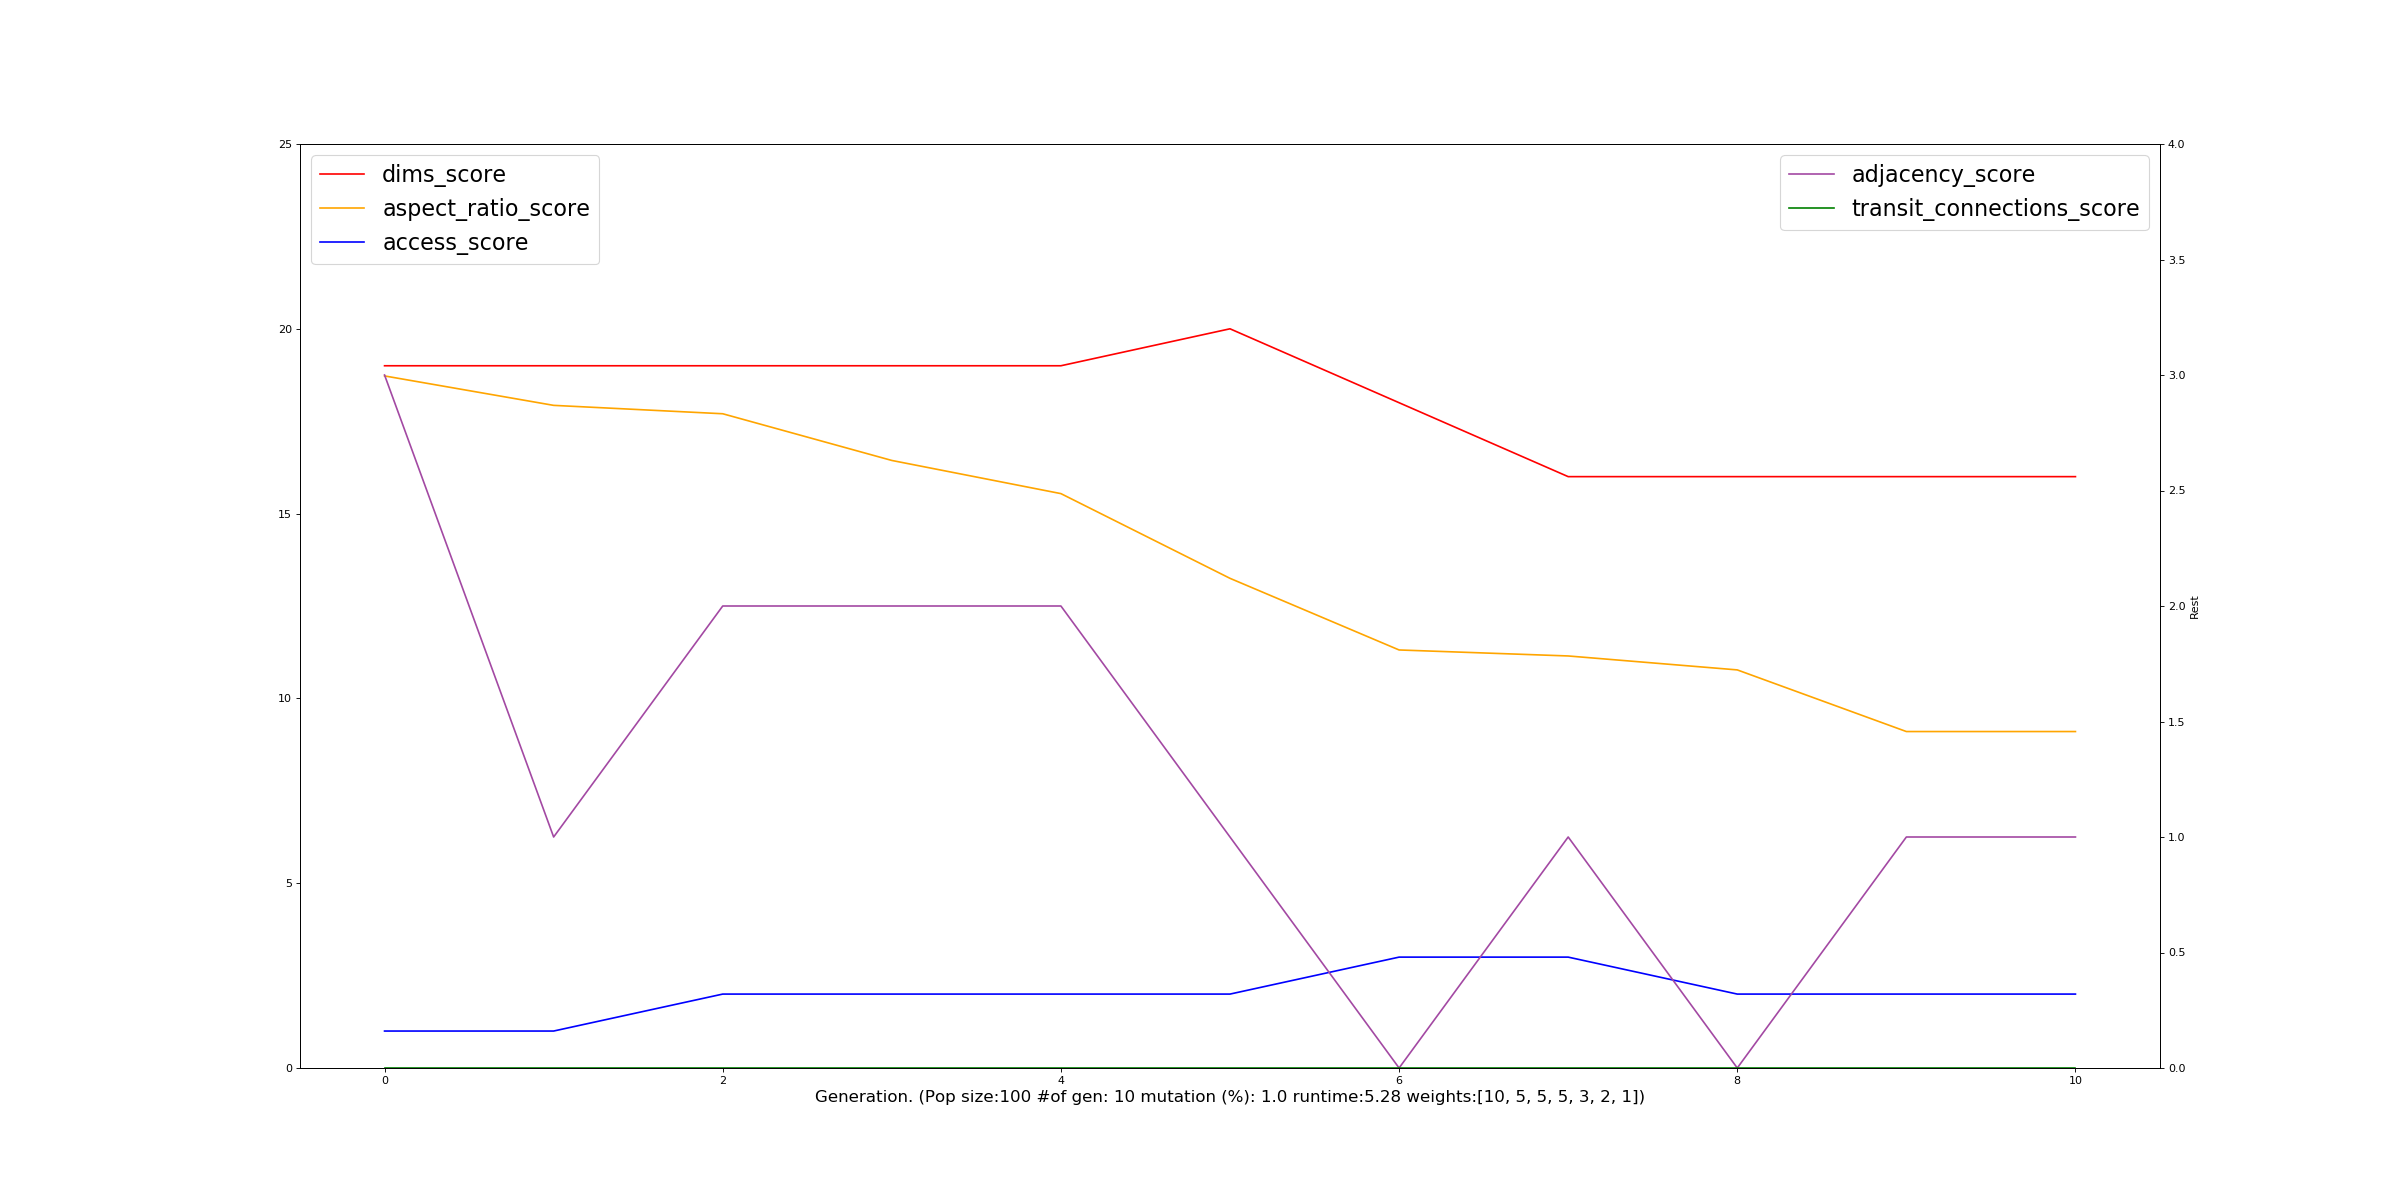 dims_score
aspect_ratio_score
access_score
adjacency_score
transit_connections_score
25
20
15
10
5
0
4.0
3.5
3.0
2.5
2.0
1.5
1.0
0.5
0.0
Rest
0 2 4 6 8 10
Generation. (Pop size:100 #of gen: 10 mutation (%): 1.0 runtime:5.28 weights:[10, 5, 5, 5, 3, 2, 1])